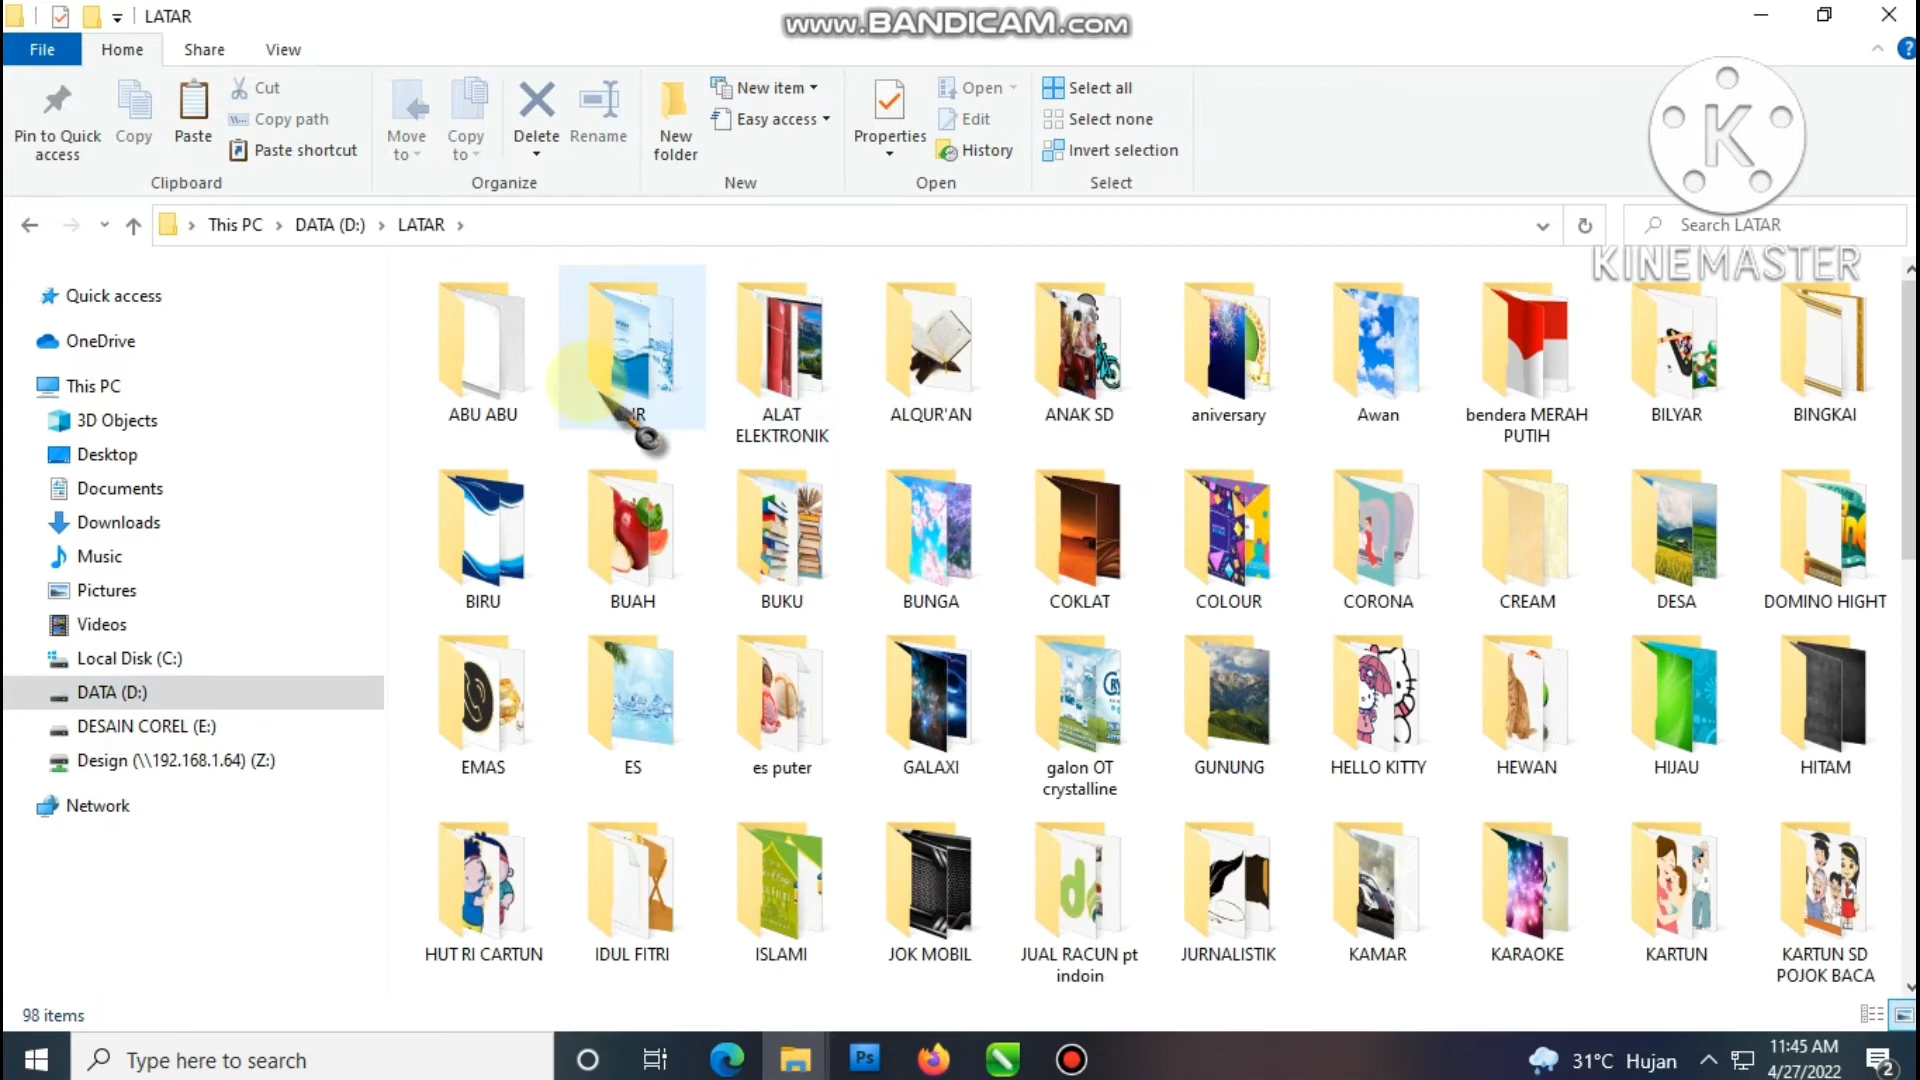 LATAR
www.BANDICAM.com
File Home Share View
Pin to Quick access
Copy
Paste
Cut
Copy path
Paste shortcut
Clipboard
Move to
Copy to
Delete
Rename
Organize
New folder
New item
Easy access
New
Properties
Open
Edit
History
Open
Select all
Select none
Invert selection
Select
K
KINEMASTER
This PC › DATA (D:) › LATAR ›
Search LATAR
Quick access
OneDrive
This PC
3D Objects
Desktop
Documents
Downloads
Music
Pictures
Videos
Local Disk (C:)
DATA (D:)
DESAIN COREL (E:)
Design (\\192.168.1.64) (Z:)
Network
ABU ABU
ALAT ELEKTRONIK
ALQUR'AN
ANAK SD
aniversary
Awan
bendera MERAH PUTIH
BILYAR
BINGKAI
BIRU
BUAH
BUKU
BUNGA
COKLAT
COLOUR
CORONA
CREAM
DESA
DOMINO HIGHT
EMAS
ES
es puter
GALAXI
galon OT crystalline
GUNUNG
HELLO KITTY
HEWAN
HIJAU
HITAM
HUT RI CARTUN
IDUL FITRI
ISLAMI
JOK MOBIL
JUAL RACUN pt indoin
JURNALISTIK
KAMAR
KARAOKE
KARTUN
KARTUN SD POJOK BACA
98 items
Type here to search
Ps
31°C Hujan
11:45 AM
4/27/2022
2